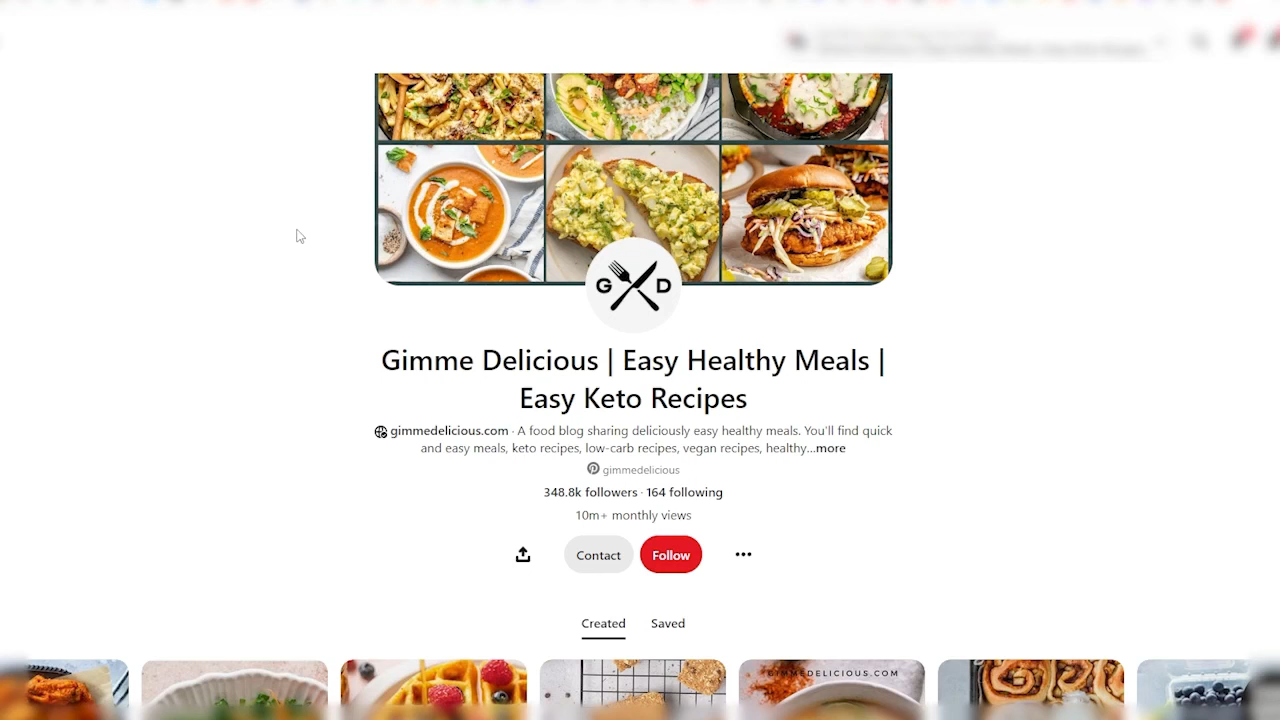 G D
Gimme Delicious | Easy Healthy Meals |
Easy Keto Recipes
gimmedelicious.com · A food blog sharing deliciously easy healthy meals. You'll find quick
and easy meals, keto recipes, low-carb recipes, vegan recipes, healthy...more
gimmedelicious
348.8k followers · 164 following
10m+ monthly views
Contact Follow
Created Saved
GIMMEDELICIOUS.COM